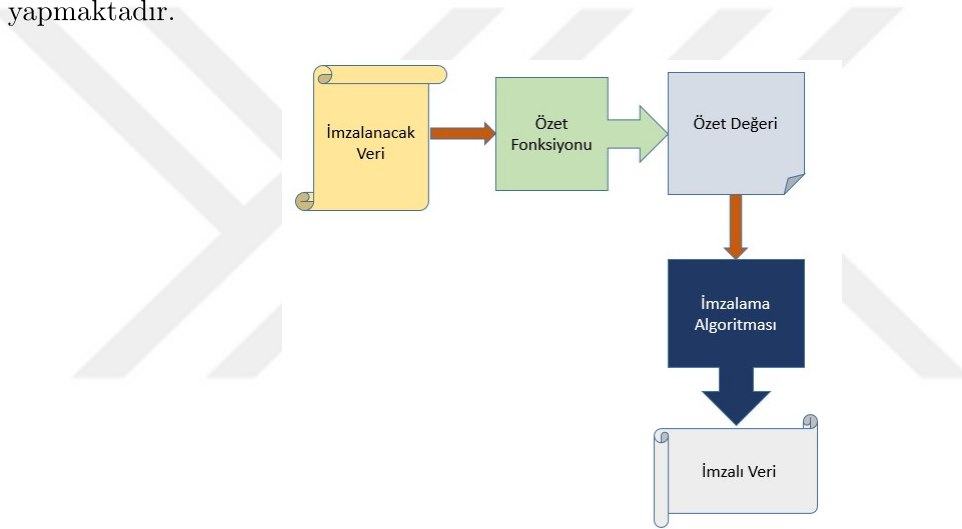 yapmaktadır.
İmzalanacak
Veri
Özet
Fonksiyonu
Özet Değeri
İmzalama
Algoritması
İmzalı Veri